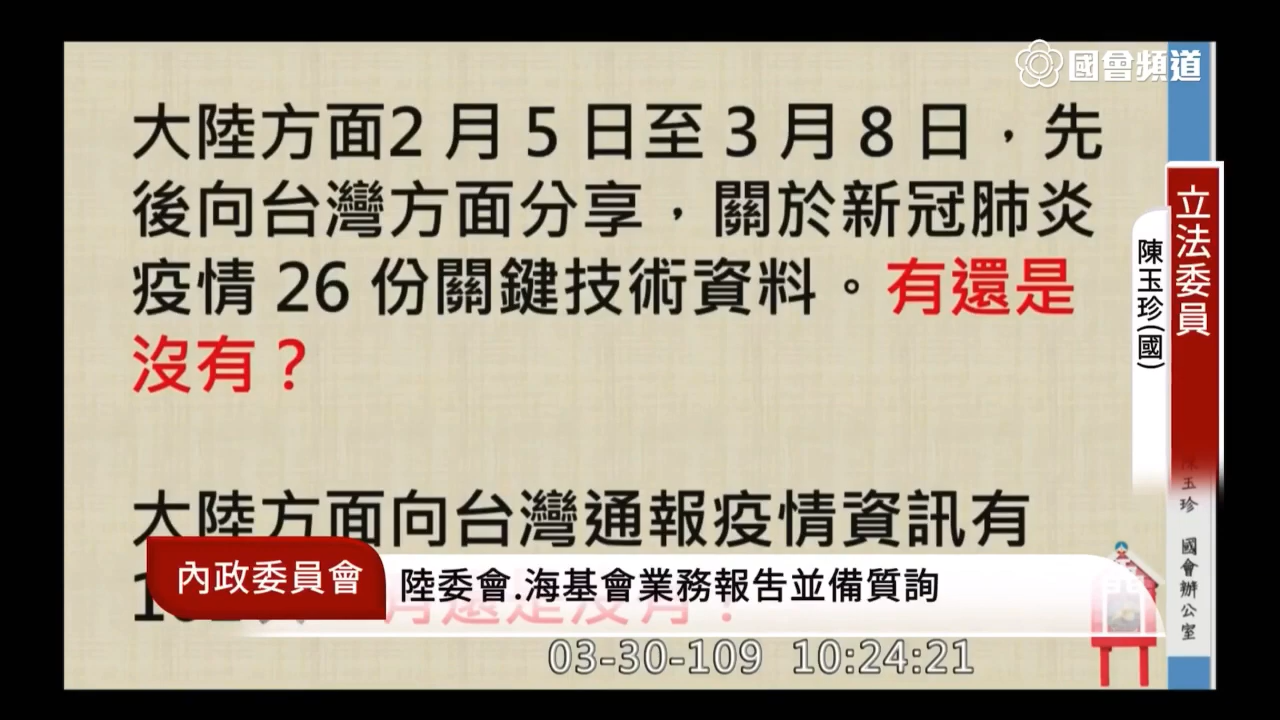 國會頻道
大陸方面2月5日至3月8日，先
後向台灣方面分享，關於新冠肺炎
疫情 26 份關鍵技術資料。有還是
沒有？
大陸方面向台灣通報疫情資訊有
有還是沒有？
立法委員
陳玉珍(國)
陳玉珍 國會辦公室
內政委員會
陸委會.海基會業務報告並備質詢
03-30-109 10:24:21